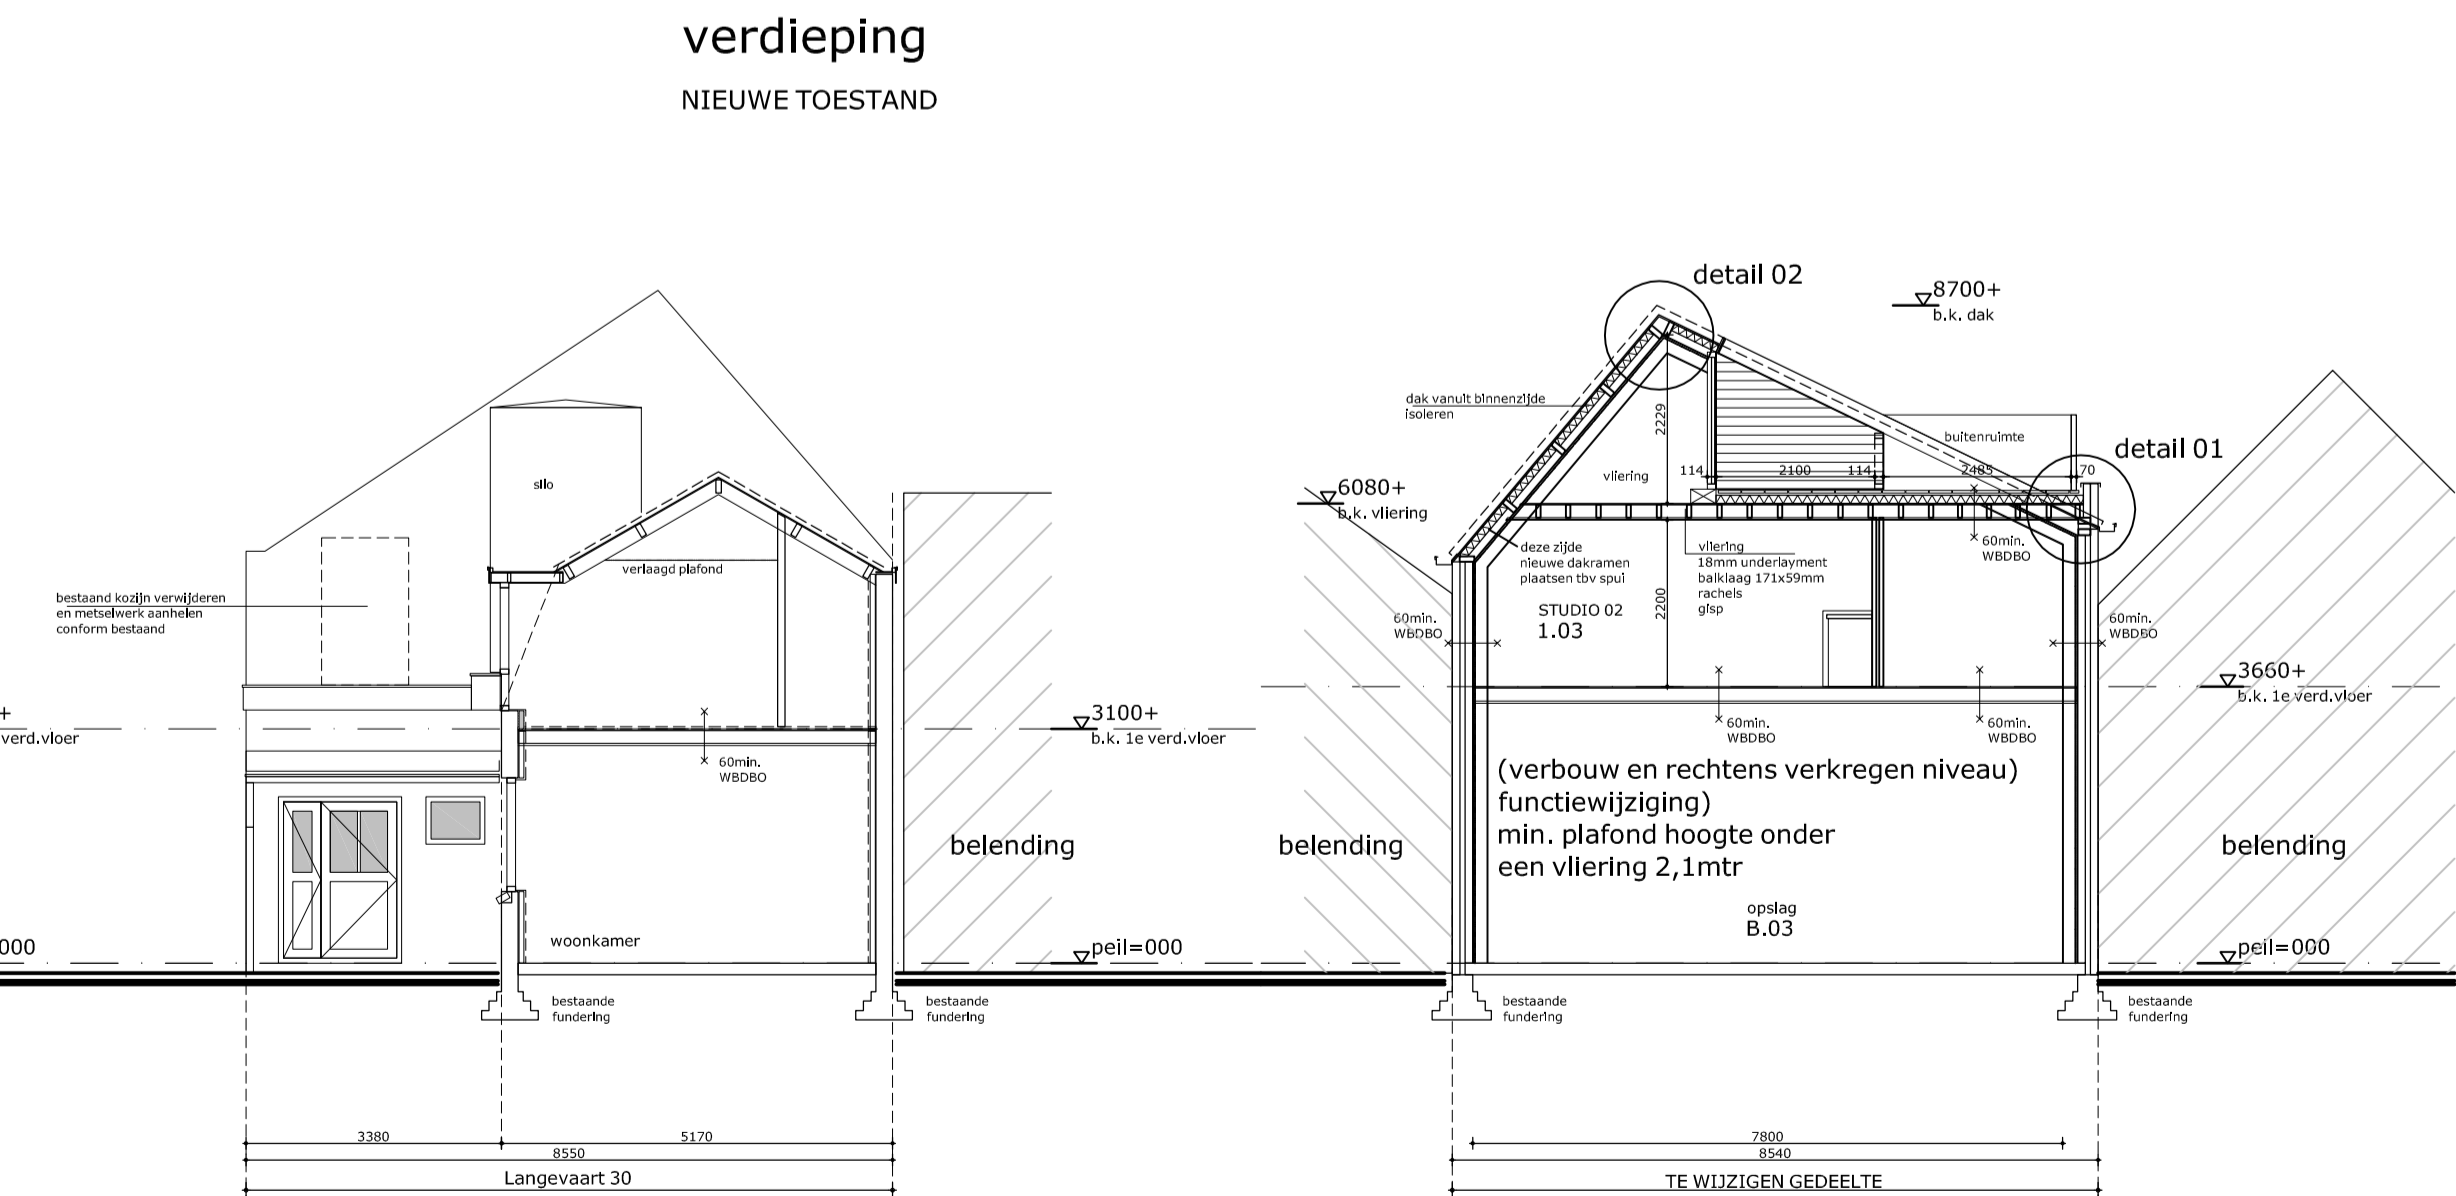 verdieping
NIEUWE TOESTAND
detail 02
8700+
b.k. dak
dak vanuit binnenzijde
isoleren
2229
buitenruimte
detail 01
vliering
114
2100
114
2485
70
6080+
b.k. vliering
silo
verlaagd plafond
bestaand kozijn verwijderen
en metselwerk aanhelen
conform bestaand
deze zijde
nieuwe dakramen
plaatsen tbv spui
vliering
18mm underlayment
balklaag 171x59mm
rachels
gisp
60min.
WBDBO
2200
STUDIO 02
1.03
60min.
WBDBO
60min.
WBDBO
3660+
b.k. 1e verd.vloer
+
verd.vloer
3100+
b.k. 1e verd.vloer
60min.
WBDBO
60min.
WBDBO
60min.
WBDBO
(verbouw en rechtens verkregen niveau)
functiewijziging)
min. plafond hoogte onder
een vliering 2,1mtr
belending
belending
belending
opslag
B.03
woonkamer
000
peil=000
peil=000
bestaande
fundering
bestaande
fundering
bestaande
fundering
bestaande
fundering
3380
5170
8550
Langevaart 30
7800
8540
TE WIJZIGEN GEDEELTE